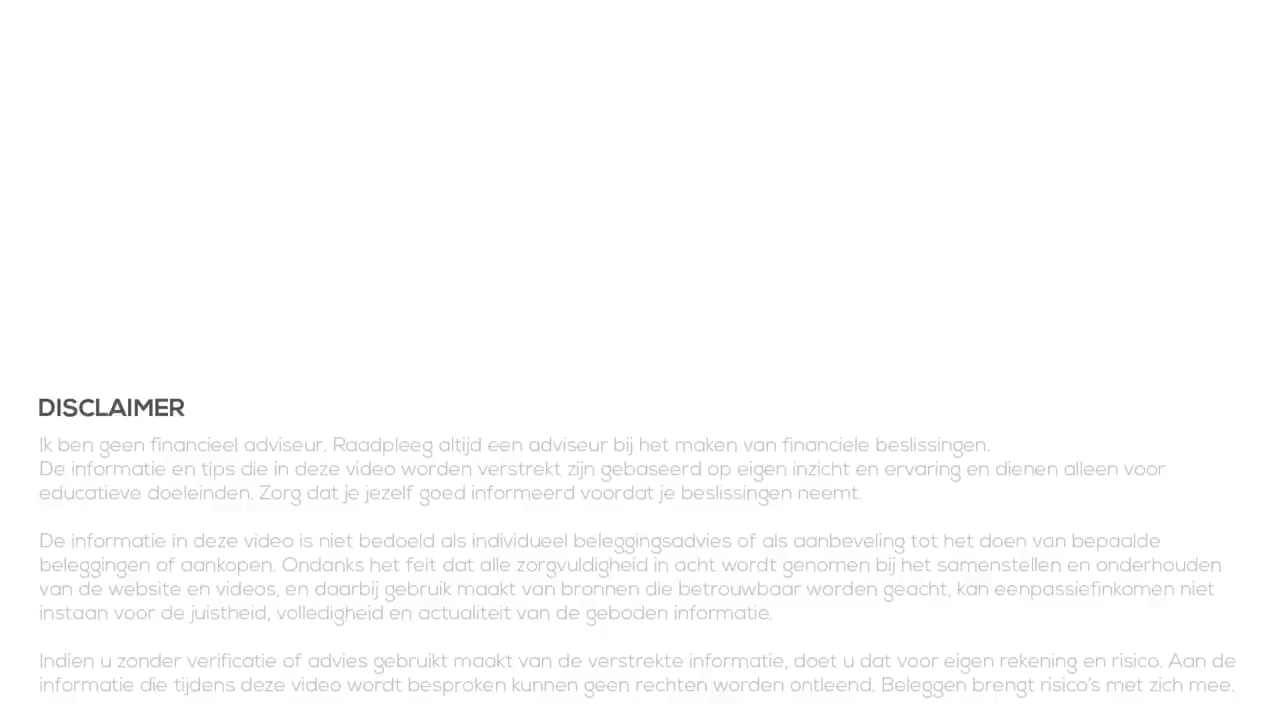 DISCLAIMER
Ik ben geen financieel adviseur. Raadpleeg altijd een adviseur bij het maken van financiele beslissingen.
De informatie en tips die in deze video worden verstrekt zijn gebaseerd op eigen inzicht en ervaring en dienen alleen voor
educatieve doeleinden. Zorg dat je jezelf goed informeerd voordat je beslissingen neemt.
De informatie in deze video is niet bedoeld als individueel beleggingsadvies of als aanbeveling tot het doen van bepaalde
beleggingen of aankopen. Ondanks het feit dat alle zorgvuldigheid in acht wordt genomen bij het samenstellen en onderhouden
van de website en videos, en daarbij gebruik maakt van bronnen die betrouwbaar worden geacht, kan eenpassiefinkomen niet
instaan voor de juistheid, volledigheid en actualiteit van de geboden informatie.
Indien u zonder verificatie of advies gebruikt maakt van de verstrekte informatie, doet u dat voor eigen rekening en risico. Aan de
informatie die tijdens deze video wordt besproken kunnen geen rechten worden ontleend. Beleggen brengt risico's met zich mee.